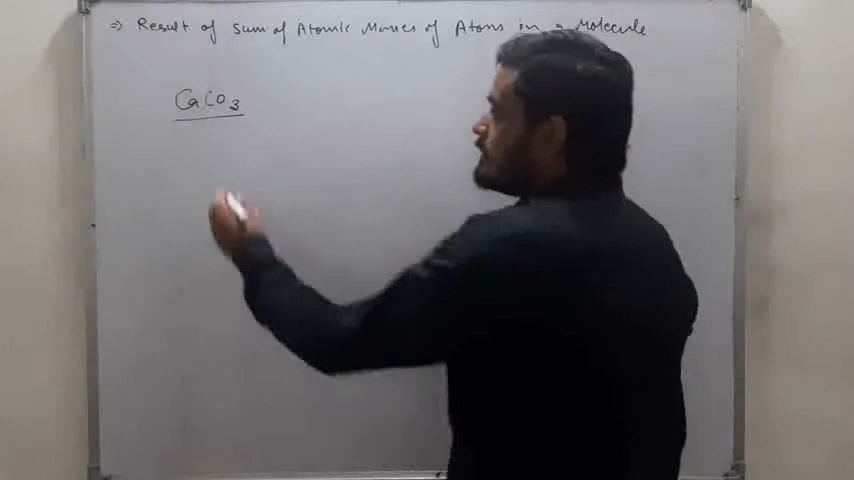 ⇒ Result of Sum of Atomic Masses of Atoms in a Molecule
CaCO₃